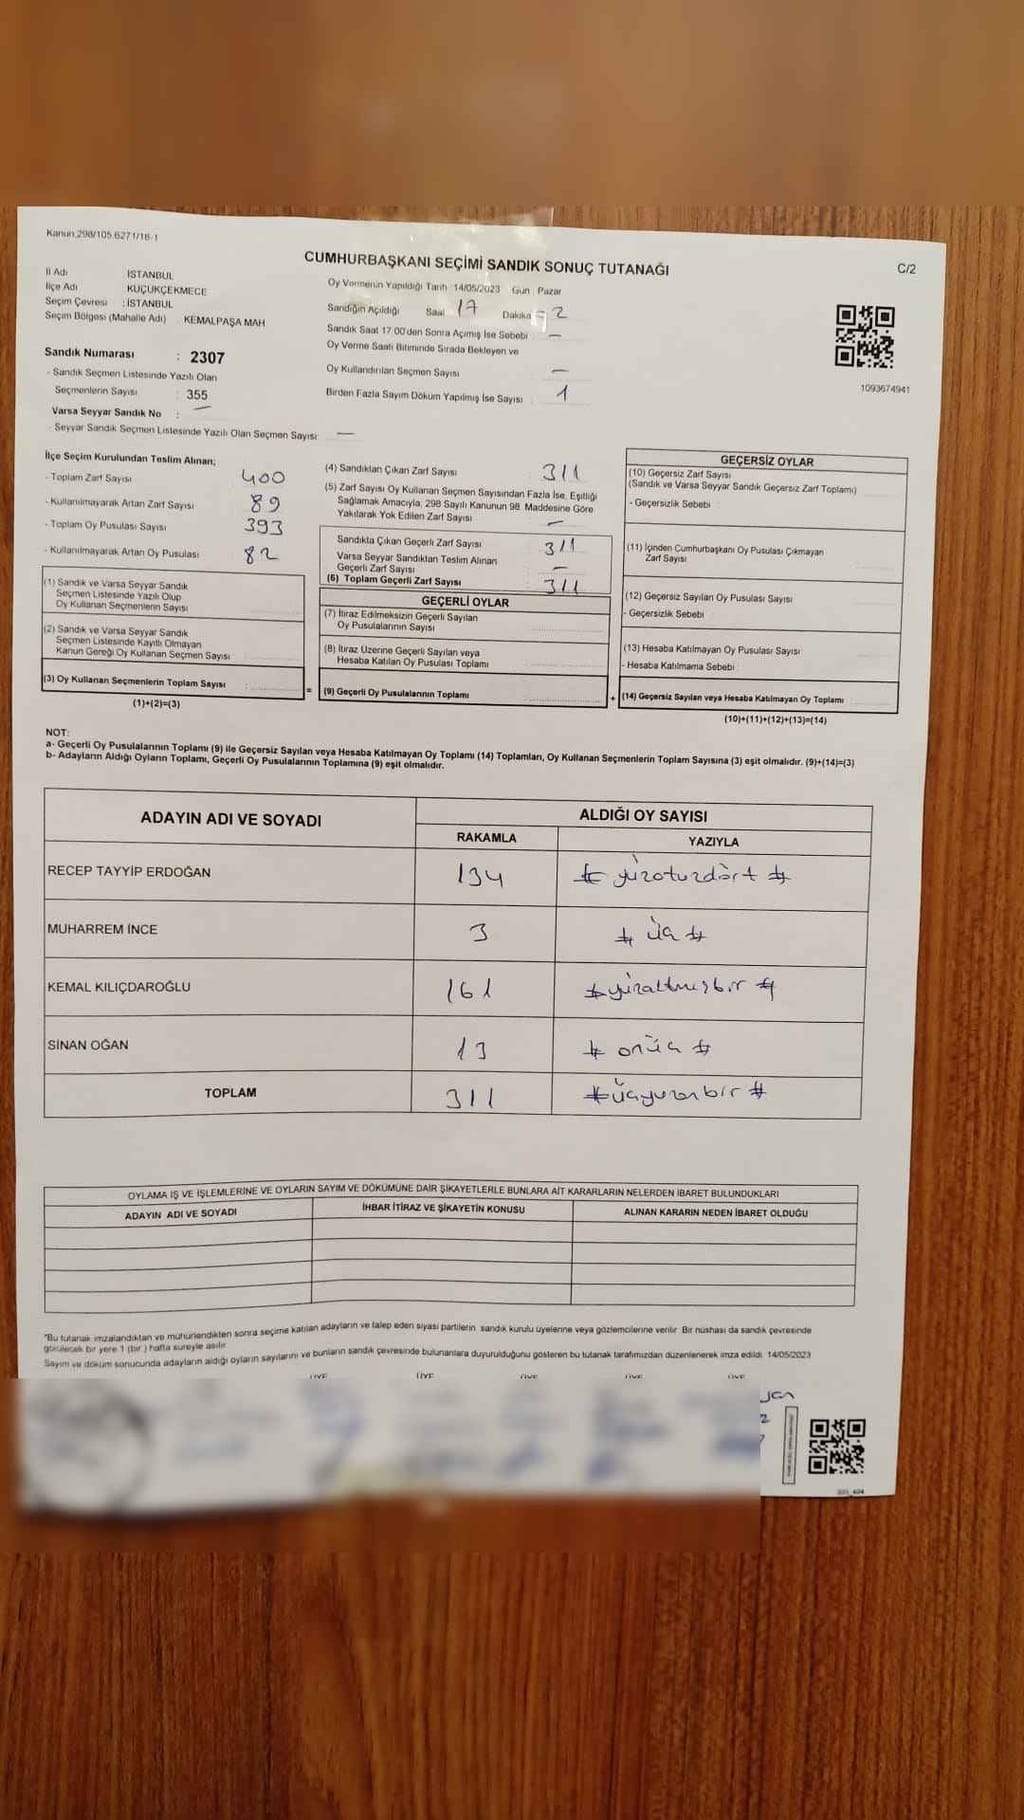 Kanun 298/105 6271/18-1
CUMHURBAŞKANI SEÇİMİ SANDIK SONUÇ TUTANAĞI
C/2
İl Adı İSTANBUL
İlçe Adı KÜÇÜKÇEKMECE
Seçim Çevresi : İSTANBUL
Seçim Bölgesi (Mahalle Adı) KEMALPAŞA MAH
Sandık Numarası : 2307
- Sandık Seçmen Listesinde Yazılı Olan
Seçmenlerin Sayısı : 355
Varsa Seyyar Sandık No : —
- Seyyar Sandık Seçmen Listesinde Yazılı Olan Seçmen Sayısı: —
Oy Vermenin Yapıldığı Tarih 14/05/2023 Gün : Pazar
Sandığın Açıldığı Saat 17 Dakika 2
Sandık Saat 17 00'den Sonra Açılmış İse Sebebi —
Oy Verme Saati Bitiminde Sırada Bekleyen ve
Oy Kullandırılan Seçmen Sayısı —
Birden Fazla Sayım Döküm Yapılmış İse Sayısı : 1
1093674941
İlçe Seçim Kurulundan Teslim Alınan;
- Toplam Zarf Sayısı 400
- Kullanılmayarak Artan Zarf Sayısı 89
- Toplam Oy Pusulası Sayısı 393
- Kullanılmayarak Artan Oy Pusulası 82
(1) Sandık ve Varsa Seyyar Sandık
Seçmen Listesinde Yazılı Olup
Oy Kullanan Seçmenlerin Sayısı
(2) Sandık ve Varsa Seyyar Sandık
Seçmen Listesinde Kayıtlı Olmayan
Kanun Gereği Oy Kullanan Seçmen Sayısı
(3) Oy Kullanan Seçmenlerin Toplam Sayısı
(1)+(2)=(3)
=
(4) Sandıktan Çıkan Zarf Sayısı 311
(5) Zarf Sayısı Oy Kullanan Seçmen Sayısından Fazla İse, Eşitliği
Sağlamak Amacıyla, 298 Sayılı Kanunun 98. Maddesine Göre
Yakılarak Yok Edilen Zarf Sayısı —
Sandıkta Çıkan Geçerli Zarf Sayısı 311
Varsa Seyyar Sandıktan Teslim Alınan
Geçerli Zarf Sayısı —
(6) Toplam Geçerli Zarf Sayısı 311
GEÇERLİ OYLAR
(7) İtiraz Edilmeksizin Geçerli Sayılan
Oy Pusulalarının Sayısı
(8) İtiraz Üzerine Geçerli Sayılan veya
Hesaba Katılan Oy Pusulası Toplamı
(9) Geçerli Oy Pusulalarının Toplamı
+
GEÇERSİZ OYLAR
(10) Geçersiz Zarf Sayısı
(Sandık ve Varsa Seyyar Sandık Geçersiz Zarf Toplamı)
- Geçersizlik Sebebi
(11) İçinden Cumhurbaşkanı Oy Pusulası Çıkmayan
Zarf Sayısı
(12) Geçersiz Sayılan Oy Pusulası Sayısı
- Geçersizlik Sebebi
(13) Hesaba Katılmayan Oy Pusulası Sayısı
- Hesaba Katılmama Sebebi
(14) Geçersiz Sayılan veya Hesaba Katılmayan Oy Toplamı
(10)+(11)+(12)+(13)=(14)
NOT:
a- Geçerli Oy Pusulalarının Toplamı (9) ile Geçersiz Sayılan veya Hesaba Katılmayan Oy Toplamı (14) Toplamları, Oy Kullanan Seçmenlerin Toplam Sayısına (3) eşit olmalıdır. (9)+(14)=(3)
b- Adayların Aldığı Oyların Toplamı, Geçerli Oy Pusulalarının Toplamına (9) eşit olmalıdır.
ADAYIN ADI VE SOYADI ALDIĞI OY SAYISI
RAKAMLA YAZIYLA
RECEP TAYYİP ERDOĞAN 134 # yüzotuzdört #
MUHARREM İNCE 3 # üç #
KEMAL KILIÇDAROĞLU 161 # yüzaltmışbir #
SİNAN OĞAN 13 # onüç #
TOPLAM 311 # üçyüzonbir #
OYLAMA İŞ VE İŞLEMLERİNE VE OYLARIN SAYIM VE DÖKÜMÜNE DAİR ŞİKAYETLERLE BUNLARA AİT KARARLARIN NELERDEN İBARET BULUNDUKLARI
ADAYIN ADI VE SOYADI İHBAR İTİRAZ VE ŞİKAYETİN KONUSU ALINAN KARARIN NEDEN İBARET OLDUĞU
"Bu tutanak imzalandıktan ve mühürlendikten sonra seçime katılan adayların ve talep eden siyasi partilerin sandık kurulu üyelerine veya gözlemcilerine verilir Bir nüshası da sandık çevresinde
görülecek bir yere 1 (bir ) hafta süreyle asılır
Sayım ve döküm sonucunda adayların aldığı oyların sayılarını ve bunların sandık çevresinde bulunanlara duyurulduğunu gösteren bu tutanak tarafımızdan düzenlenerek imza edildi. 14/05/2023
ÜYE ÜYE ÜYE ÜYE ÜYE